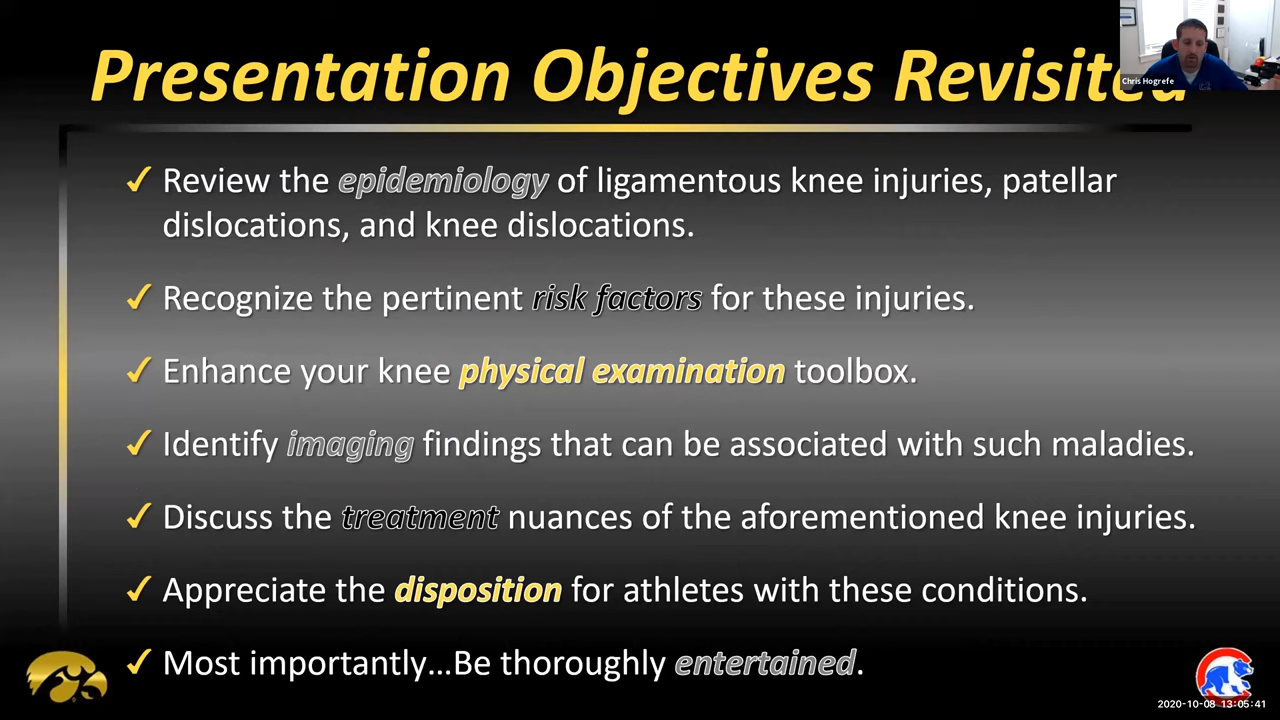 Presentation Objectives Revisited
Chris Hogrefe
✓ Review the epidemiology of ligamentous knee injuries, patellar
dislocations, and knee dislocations.
✓ Recognize the pertinent risk factors for these injuries.
✓ Enhance your knee physical examination toolbox.
✓ Identify imaging findings that can be associated with such maladies.
✓ Discuss the treatment nuances of the aforementioned knee injuries.
✓ Appreciate the disposition for athletes with these conditions.
✓ Most importantly...Be thoroughly entertained.
2020-10-08 13:05:41